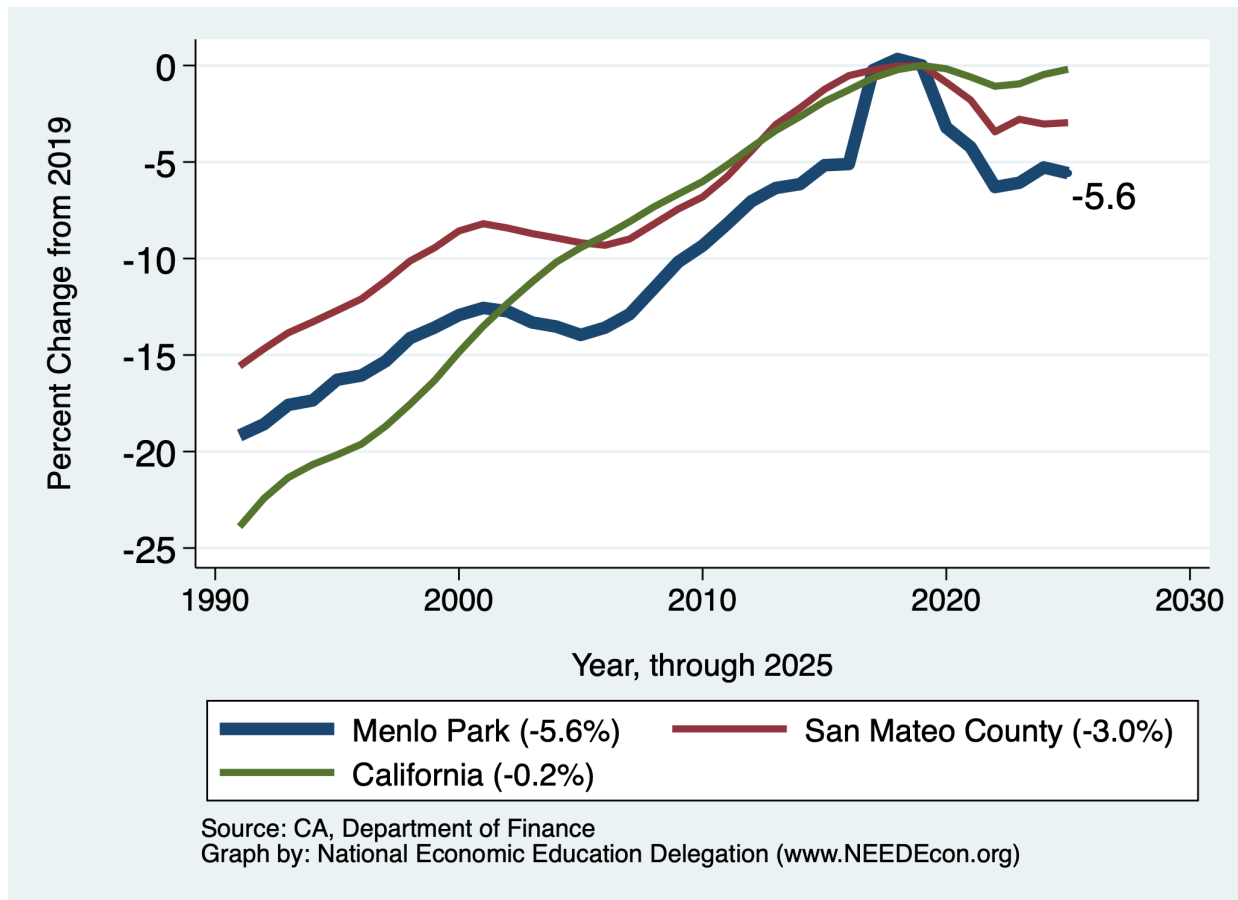 Percent Change from 2019
0
-5
-10
-15
-20
-25
-5.6
1990 2000 2010 2020 2030
Year, through 2025
Menlo Park (-5.6%) San Mateo County (-3.0%)
California (-0.2%)
Source: CA, Department of Finance
Graph by: National Economic Education Delegation (www.NEEDEcon.org)